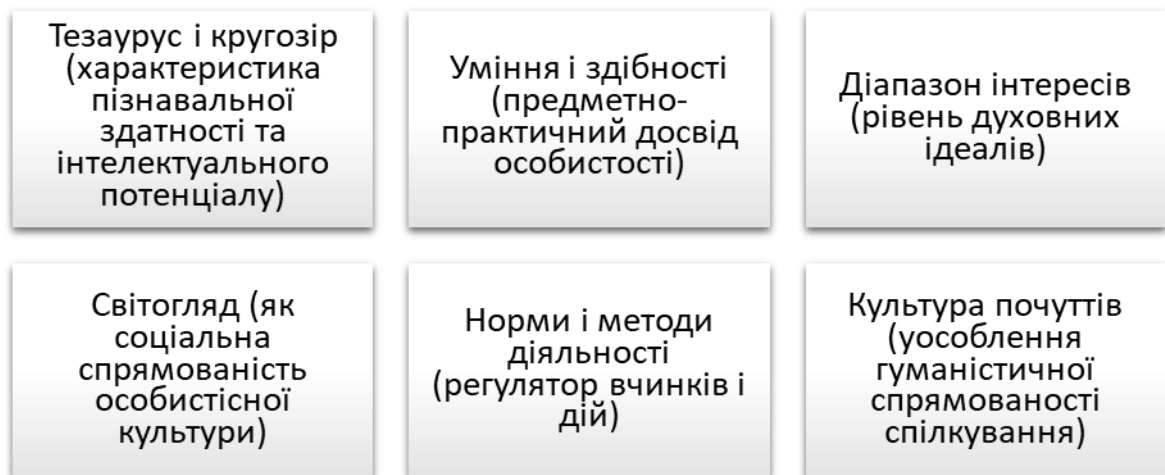 Тезаурус і кругозір
(характеристика
пізнавальної
здатності та
інтелектуального
потенціалу)
Уміння і здібності
(предметно-
практичний досвід
особистості)
Діапазон інтересів
(рівень духовних
ідеалів)
Світогляд (як
соціальна
спрямованість
особистісної
культури)
Норми і методи
діяльності
(регулятор вчинків і
дій)
Культура почуттів
(уособлення
гуманістичної
спрямованості
спілкування)